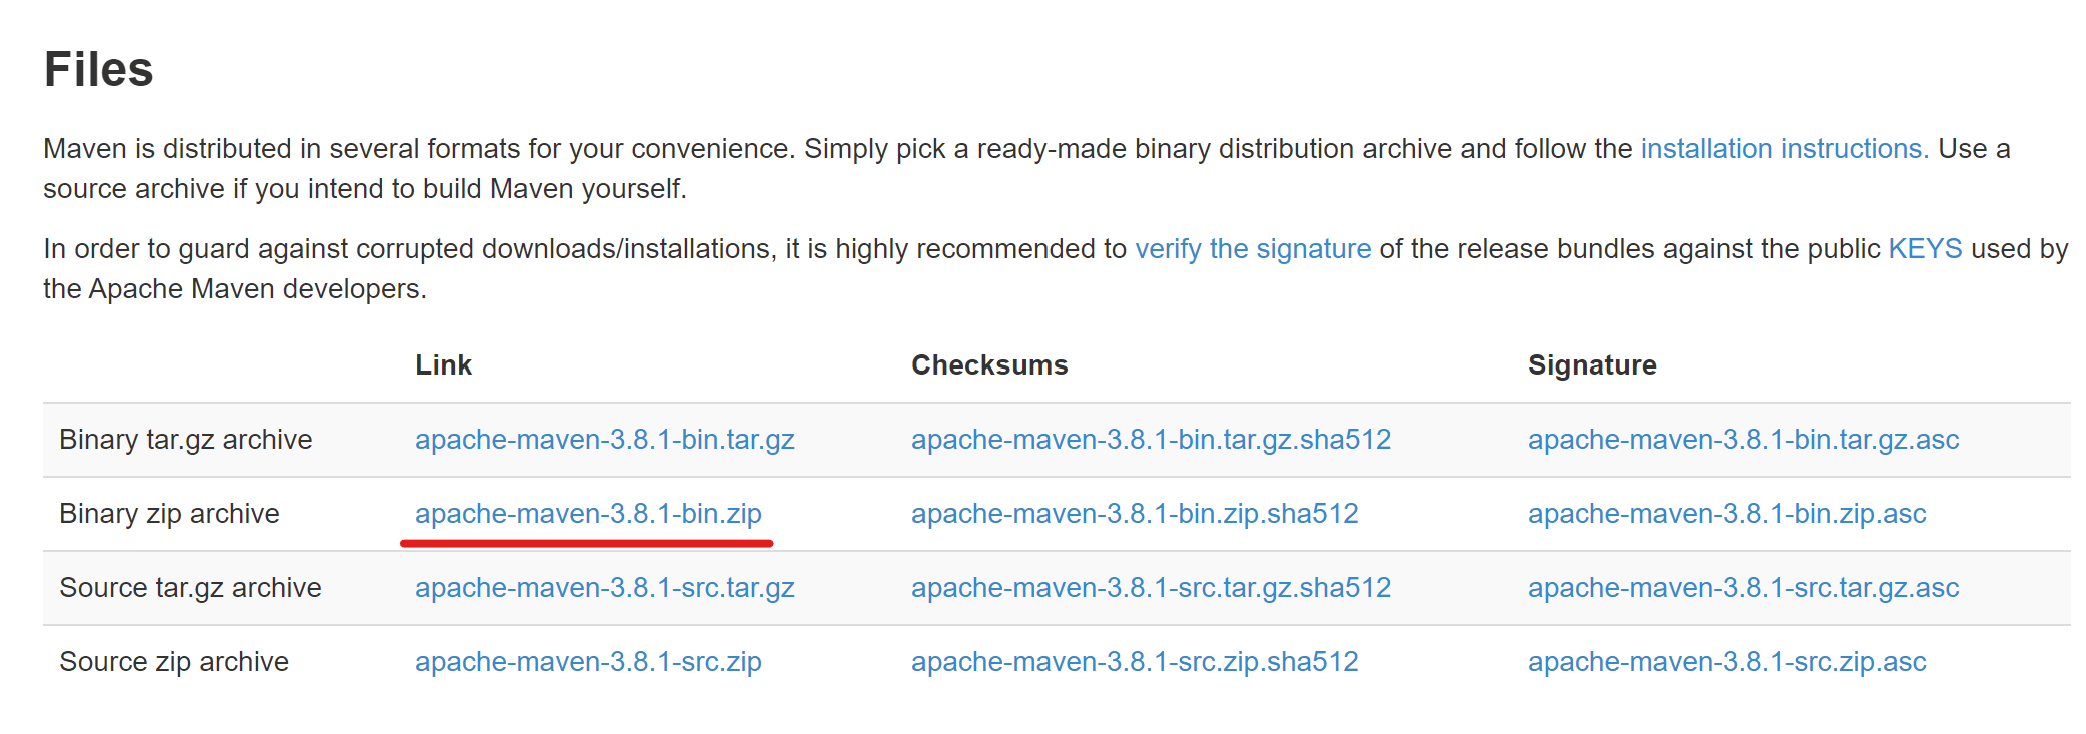 Files
Maven is distributed in several formats for your convenience. Simply pick a ready-made binary distribution archive and follow the installation instructions. Use a
source archive if you intend to build Maven yourself.
In order to guard against corrupted downloads/installations, it is highly recommended to verify the signature of the release bundles against the public KEYS used by
the Apache Maven developers.
Link Checksums Signature
Binary tar.gz archive apache-maven-3.8.1-bin.tar.gz apache-maven-3.8.1-bin.tar.gz.sha512 apache-maven-3.8.1-bin.tar.gz.asc
Binary zip archive apache-maven-3.8.1-bin.zip apache-maven-3.8.1-bin.zip.sha512 apache-maven-3.8.1-bin.zip.asc
Source tar.gz archive apache-maven-3.8.1-src.tar.gz apache-maven-3.8.1-src.tar.gz.sha512 apache-maven-3.8.1-src.tar.gz.asc
Source zip archive apache-maven-3.8.1-src.zip apache-maven-3.8.1-src.zip.sha512 apache-maven-3.8.1-src.zip.asc